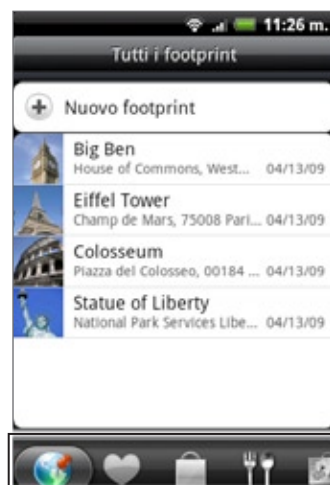 11:26 m.
Tutti i footprint
Nuovo footprint
Big Ben
House of Commons, West... 04/13/09
Eiffel Tower
Champ de Mars, 75008 Pari... 04/13/09
Colosseum
Piazza del Colosseo, 00184 ... 04/13/09
Statue of Liberty
National Park Services Libe... 04/13/09